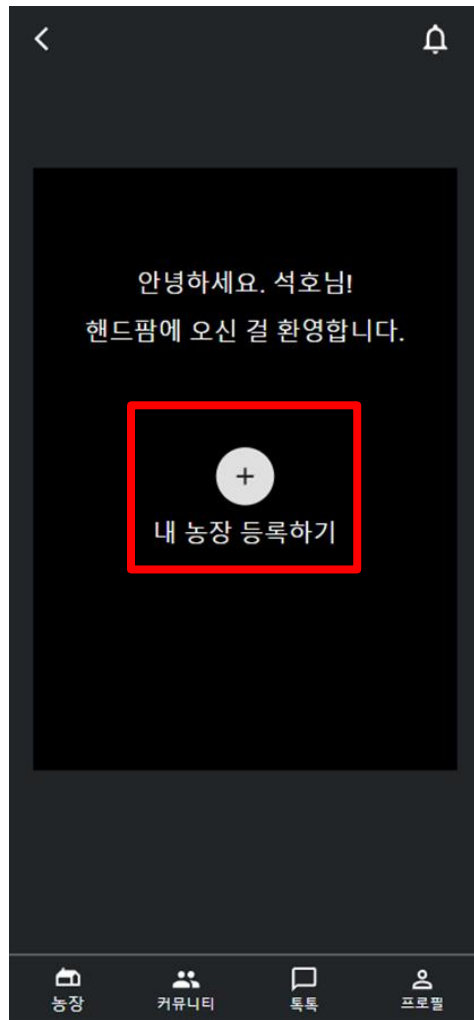 안녕하세요. 석호님!
핸드팜에 오신 걸 환영합니다.
+
내 농장 등록하기
농장
커뮤니티
톡톡
프로필